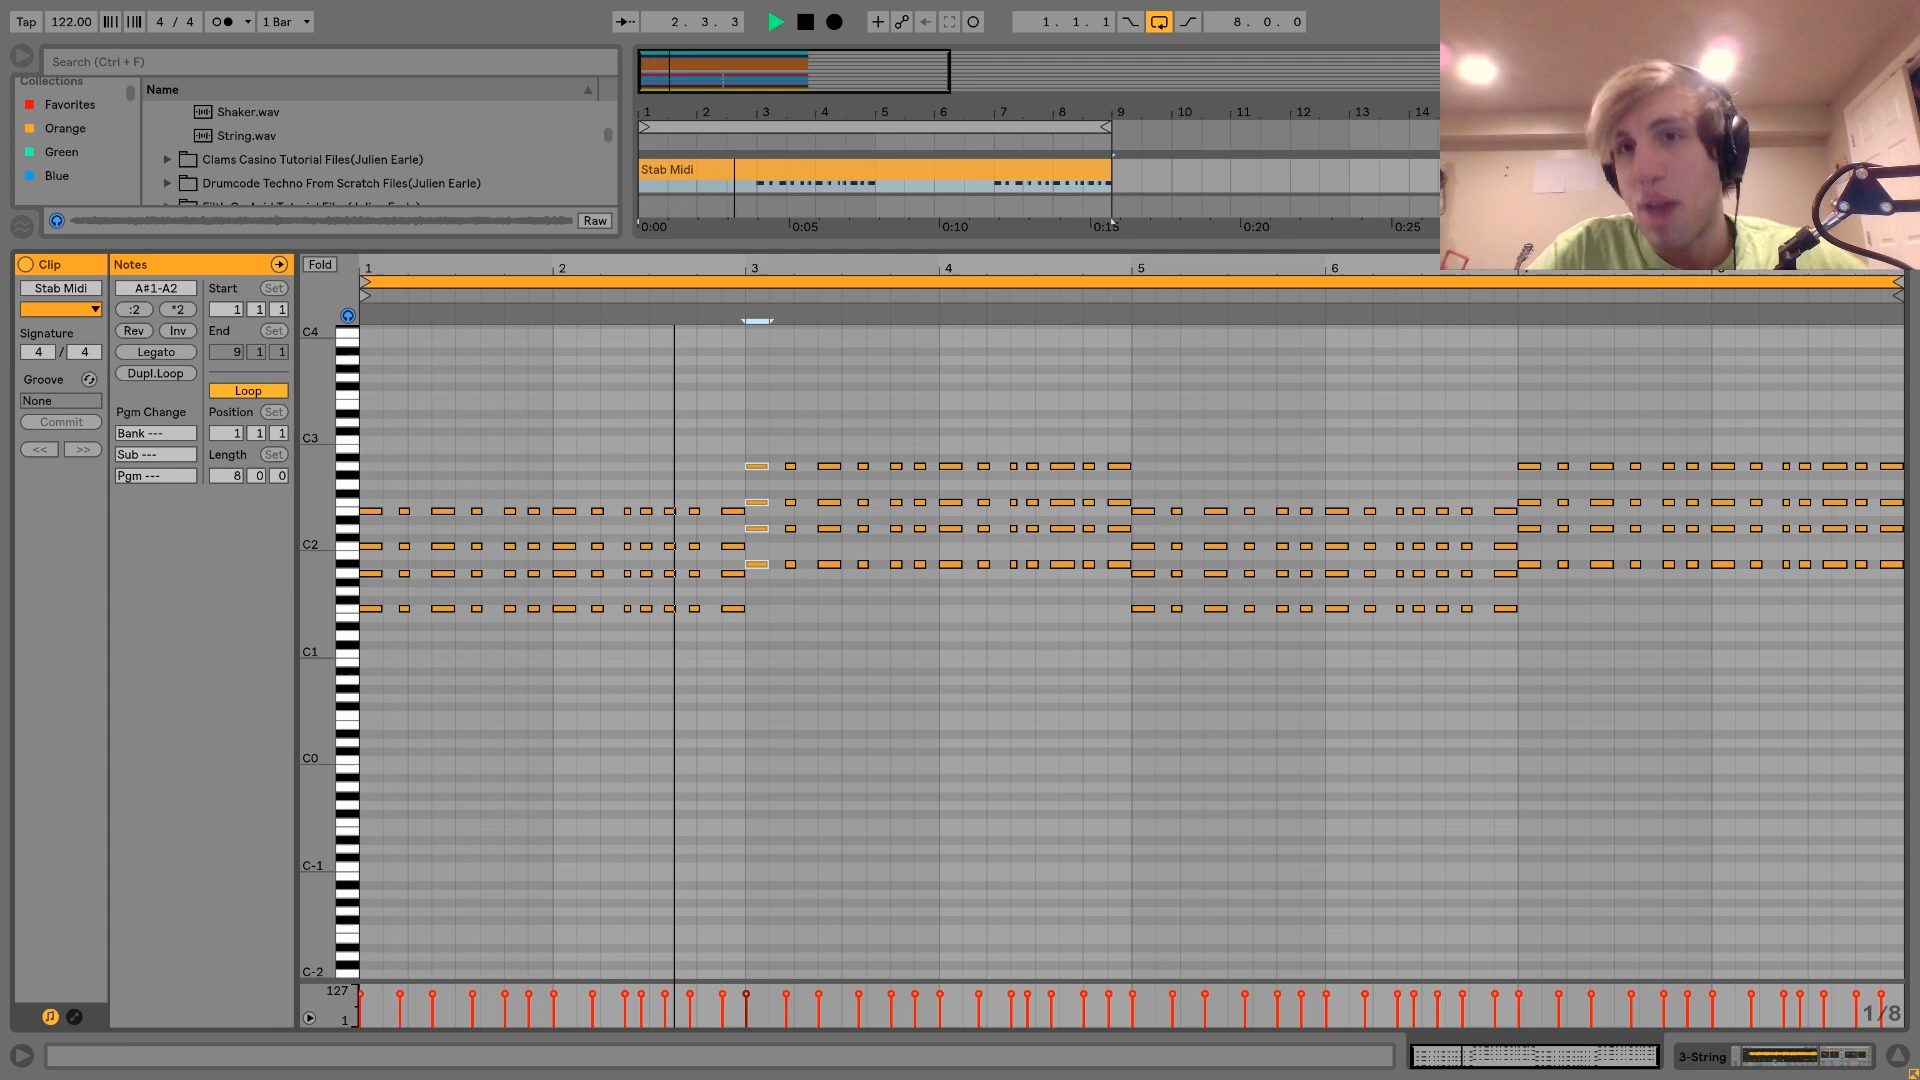 Tap 122.00 4 / 4 1 Bar 2. 3. 3 1. 1. 1 8. 0. 0
Search (Ctrl + F)
Collections
Favorites
Orange
Green
Blue
Name
Shaker.wav
String.wav
Clams Casino Tutorial Files(Julien Earle)
Drumcode Techno From Scratch Files(Julien Earle)
Raw
1 2 3 4 5 6 7 8 9 10 11 12 13 14
Stab Midi
0:00 0:05 0:10 0:15 0:20 0:25
Clip
Stab Midi
Signature
4 / 4
Groove
None
Commit
<< >>
Notes
A#1-A2
:2 *2
Rev Inv
Legato
Dupl.Loop
Pgm Change
Bank ---
Sub ---
Pgm ---
Start Set
1 1 1
End Set
9 1 1
Loop
Position Set
1 1 1
Length Set
8 0 0
Fold
1 2 3 4 5 6
C4
C3
C2
C1
C0
C-1
C-2
127
1
1/8
3-String